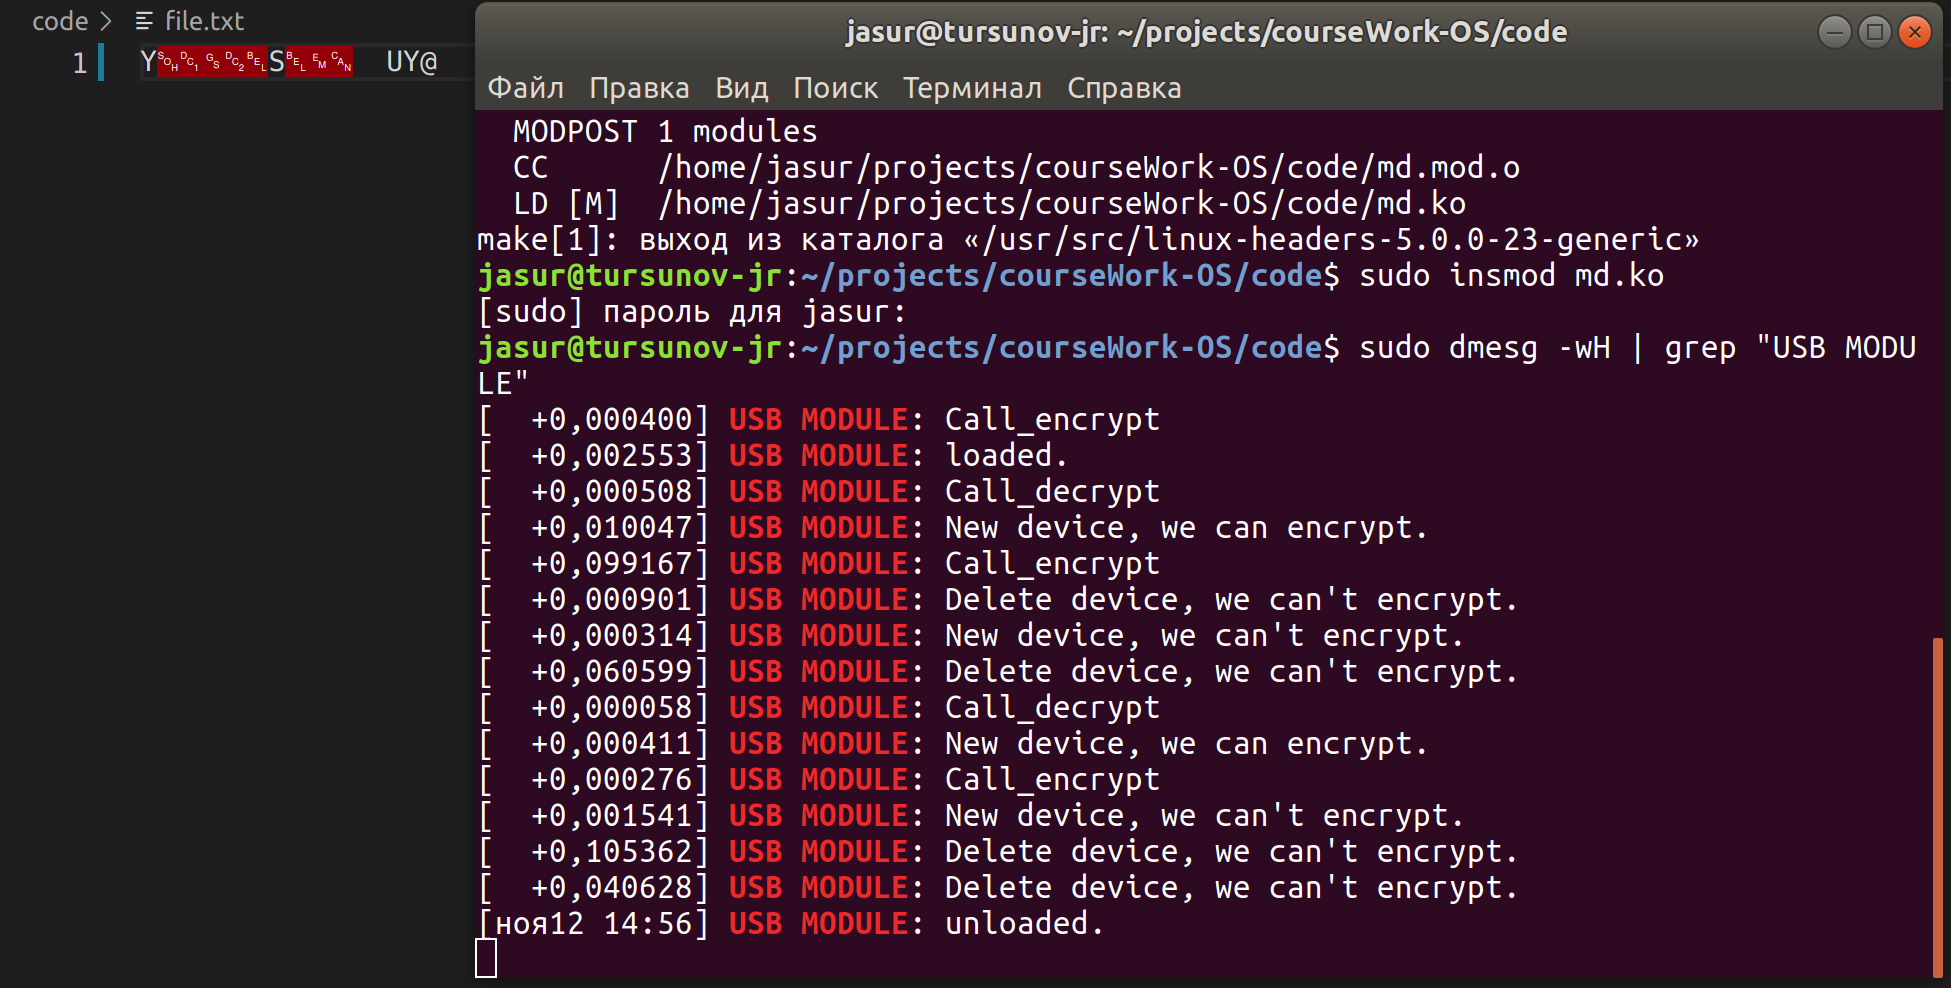 code > file.txt
1 Y SOH DC1 GS DC2 BEL S BEL EM CAN UY@
jasur@tursunov-jr: ~/projects/courseWork-OS/code
Файл Правка Вид Поиск Терминал Справка
MODPOST 1 modules
CC /home/jasur/projects/courseWork-OS/code/md.mod.o
LD [M] /home/jasur/projects/courseWork-OS/code/md.ko
make[1]: выход из каталога «/usr/src/linux-headers-5.0.0-23-generic»
jasur@tursunov-jr:~/projects/courseWork-OS/code$ sudo insmod md.ko
[sudo] пароль для jasur:
jasur@tursunov-jr:~/projects/courseWork-OS/code$ sudo dmesg -wH | grep "USB MODU
LE"
[ +0,000400] USB MODULE: Call_encrypt
[ +0,002553] USB MODULE: loaded.
[ +0,000508] USB MODULE: Call_decrypt
[ +0,010047] USB MODULE: New device, we can encrypt.
[ +0,099167] USB MODULE: Call_encrypt
[ +0,000901] USB MODULE: Delete device, we can't encrypt.
[ +0,000314] USB MODULE: New device, we can't encrypt.
[ +0,060599] USB MODULE: Delete device, we can't encrypt.
[ +0,000058] USB MODULE: Call_decrypt
[ +0,000411] USB MODULE: New device, we can encrypt.
[ +0,000276] USB MODULE: Call_encrypt
[ +0,001541] USB MODULE: New device, we can't encrypt.
[ +0,105362] USB MODULE: Delete device, we can't encrypt.
[ +0,040628] USB MODULE: Delete device, we can't encrypt.
[ноя12 14:56] USB MODULE: unloaded.